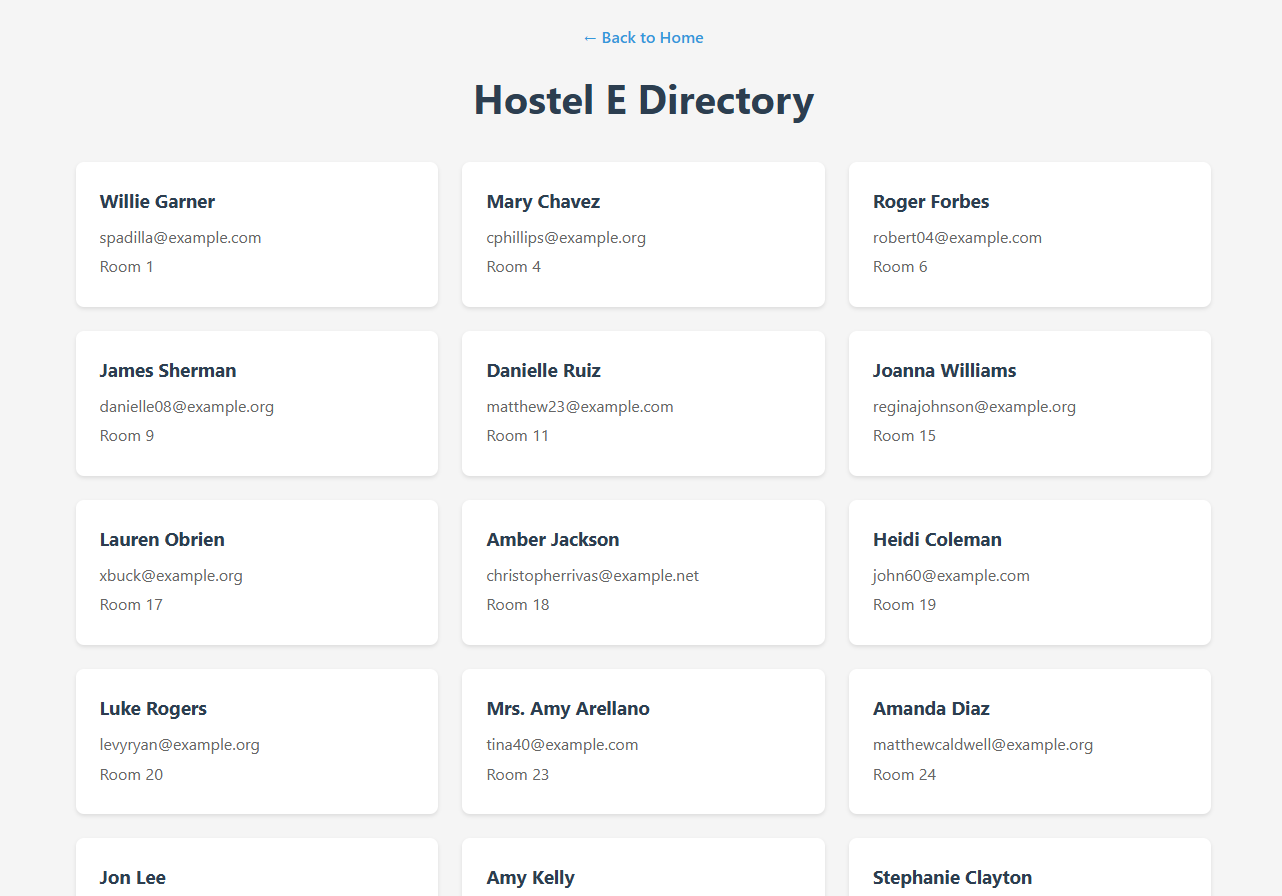 ← Back to Home
Hostel E Directory
Willie Garner
spadilla@example.com
Room 1
Mary Chavez
cphillips@example.org
Room 4
Roger Forbes
robert04@example.com
Room 6
James Sherman
danielle08@example.org
Room 9
Danielle Ruiz
matthew23@example.com
Room 11
Joanna Williams
reginajohnson@example.org
Room 15
Lauren Obrien
xbuck@example.org
Room 17
Amber Jackson
christopherrivas@example.net
Room 18
Heidi Coleman
john60@example.com
Room 19
Luke Rogers
levyryan@example.org
Room 20
Mrs. Amy Arellano
tina40@example.com
Room 23
Amanda Diaz
matthewcaldwell@example.org
Room 24
Jon Lee
Amy Kelly
Stephanie Clayton